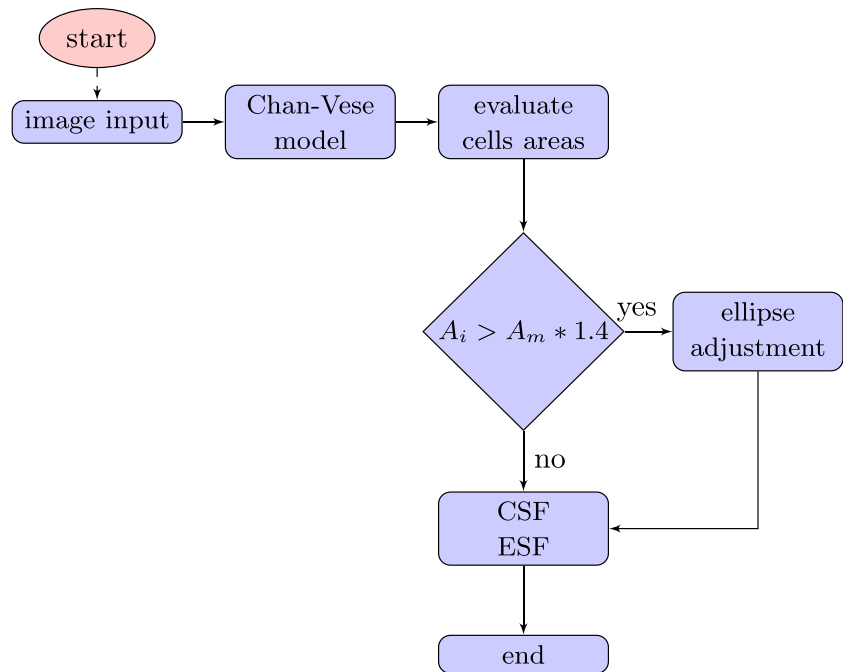 start
image input
Chan-Vese
model
evaluate
cells areas
A_i > A_m * 1.4
yes
ellipse
adjustment
no
CSF
ESF
end